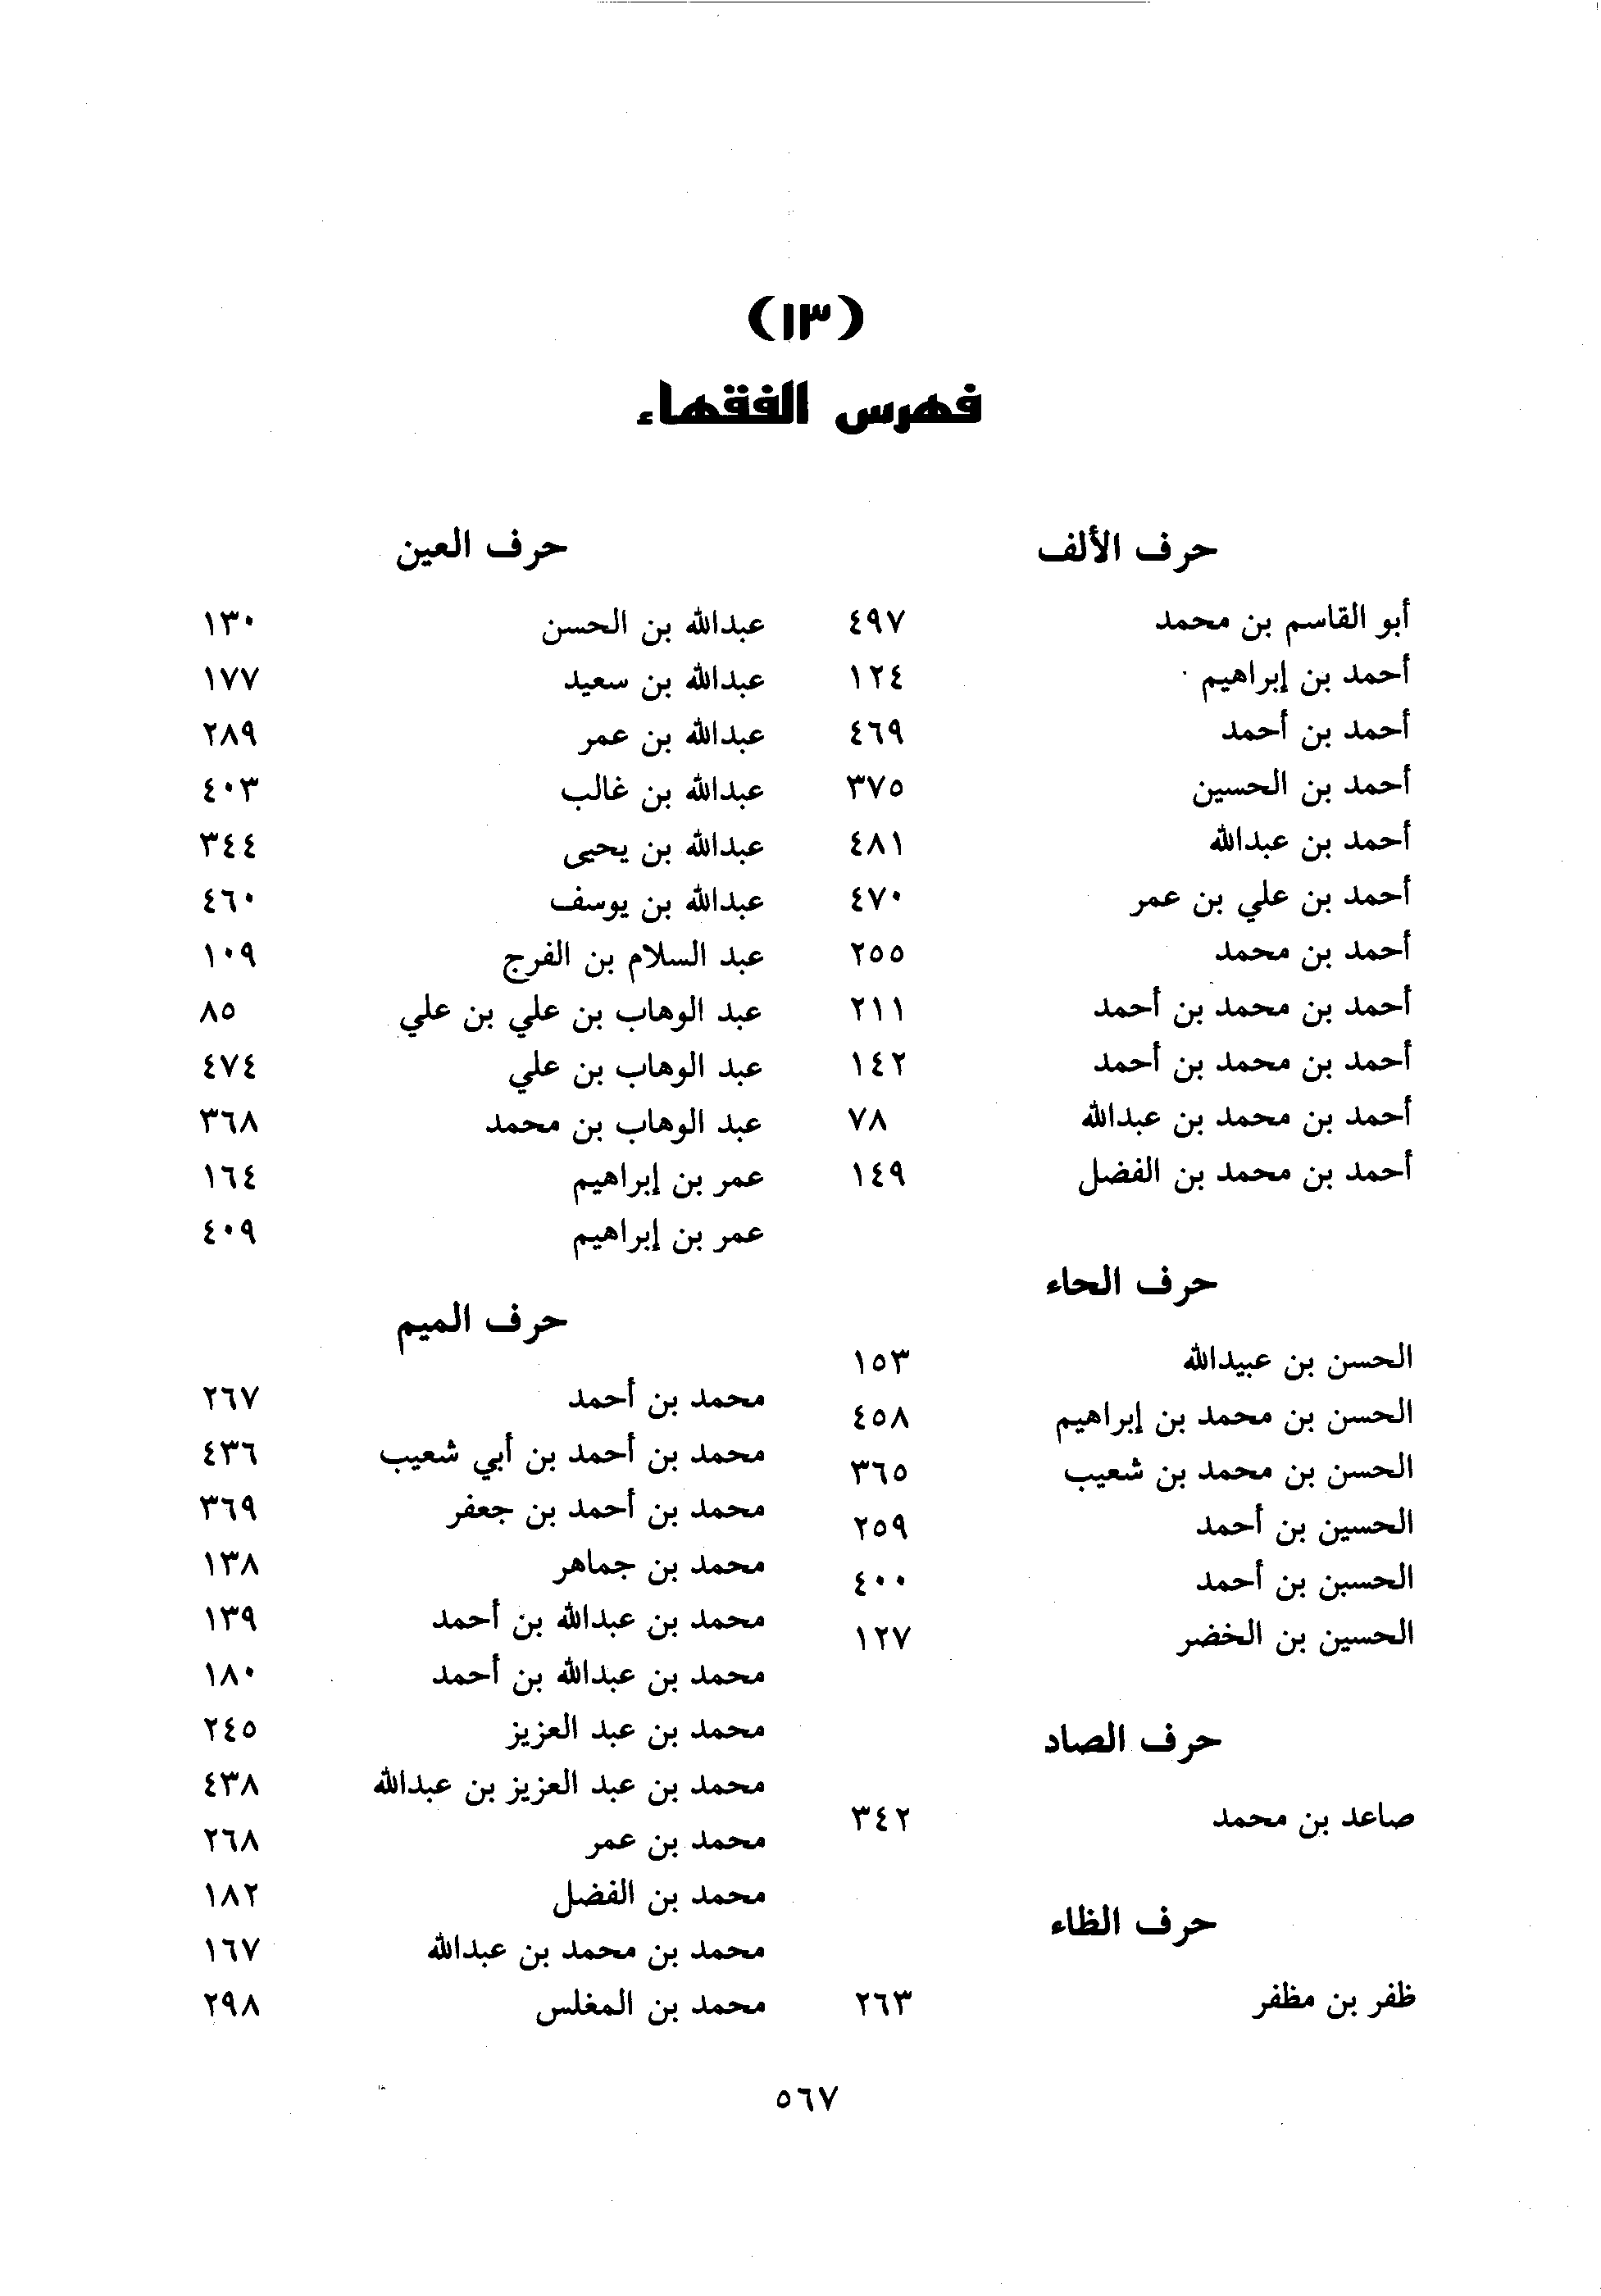 (١٣)
فهرس الفقهاء
حرف الألف
أبو القاسم بن محمد ٤٩٧
أحمد بن إبراهيم ١٢٤
أحمد بن أحمد ٤٦٩
أحمد بن الحسين ٣٧٥
أحمد بن عبدالله ٤٨١
أحمد بن علي بن عمر ٤٧٠
أحمد بن محمد ٢٥٥
أحمد بن محمد بن أحمد ٢١١
أحمد بن محمد بن أحمد ١٤٢
أحمد بن محمد بن عبدالله ٧٨
أحمد بن محمد بن الفضل ١٤٩
حرف الحاء
الحسن بن عبيدالله ١٥٣
الحسن بن محمد بن إبراهيم ٤٥٨
الحسن بن محمد بن شعيب ٣٦٥
الحسين بن أحمد ٢٥٩
الحسين بن أحمد ٤٠٠
الحسين بن الخضر ١٢٧
حرف الصاد
صاعد بن محمد ٣٤٢
حرف الظاء
ظفر بن مظفر ٢٦٣
حرف العين
عبدالله بن الحسن ١٣٠
عبدالله بن سعيد ١٧٧
عبدالله بن عمر ٢٨٩
عبدالله بن غالب ٤٠٣
عبدالله بن يحيى ٣٤٤
عبدالله بن يوسف ٤٦٠
عبد السلام بن الفرج ١٠٩
عبد الوهاب بن علي بن علي ٨٥
عبد الوهاب بن علي ٤٧٤
عبد الوهاب بن محمد ٣٦٨
عمر بن إبراهيم ١٦٤
عمر بن إبراهيم ٤٠٩
حرف الميم
محمد بن أحمد ٢٦٧
محمد بن أحمد بن أبي شعيب ٤٣٦
محمد بن أحمد بن جعفر ٣٦٩
محمد بن جماهر ١٣٨
محمد بن عبدالله بن أحمد ١٣٩
محمد بن عبدالله بن أحمد ١٨٠
محمد بن عبد العزيز ٢٤٥
محمد بن عبد العزيز بن عبدالله ٤٣٨
محمد بن عمر ٢٦٨
محمد بن الفضل ١٨٢
محمد بن محمد بن عبدالله ١٦٧
محمد بن المغلس ٢٩٨
٥٦٧